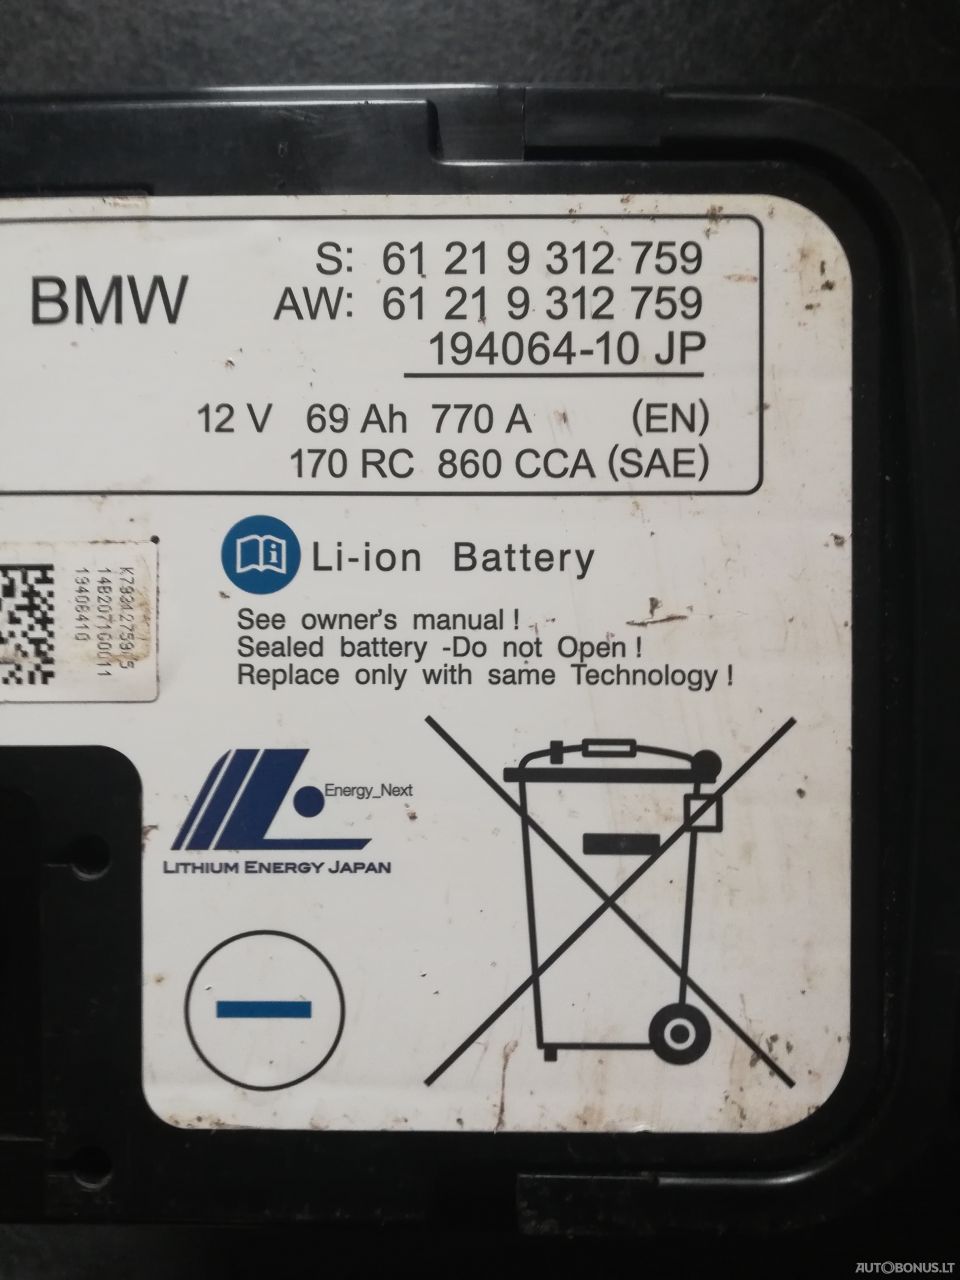 BMW
S: 61 21 9 312 759
AW: 61 21 9 312 759
194064-10 JP
12 V 69 Ah 770 A (EN)
170 RC 860 CCA (SAE)
Li-ion Battery
See owner's manual !
Sealed battery -Do not Open !
Replace only with same Technology !
19406410
Energy_Next
LITHIUM ENERGY JAPAN
AUTOBONUS.LT